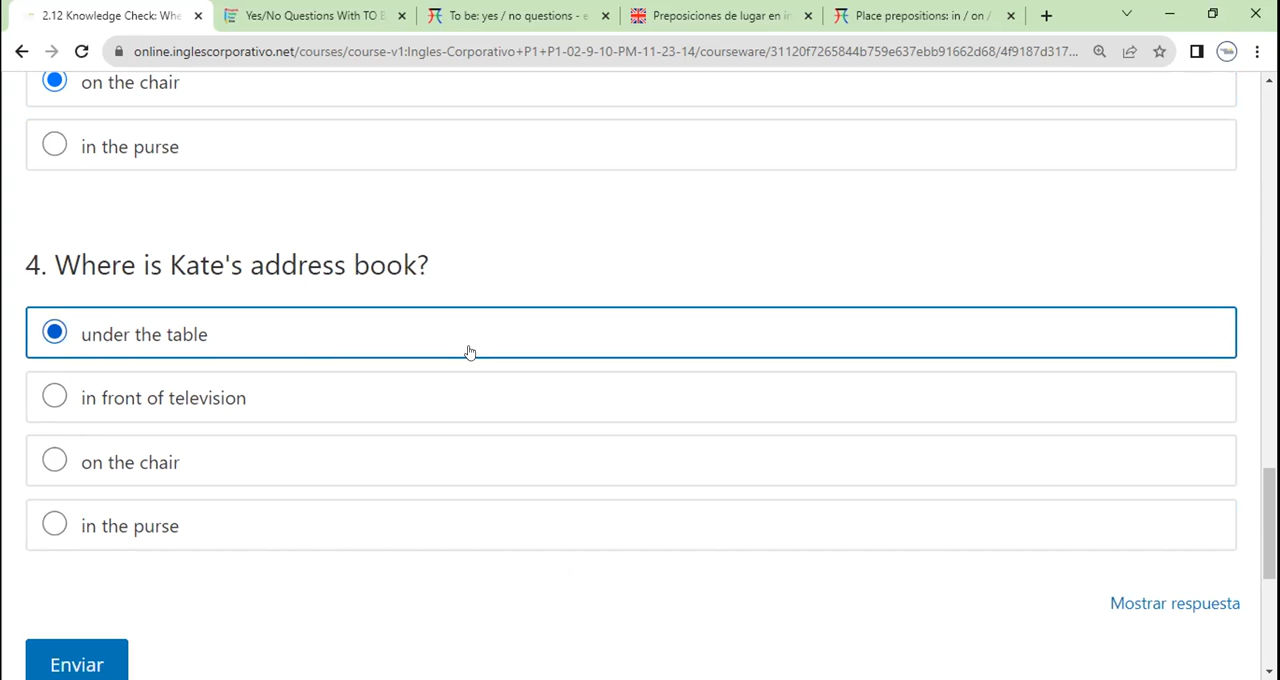 2.12 Knowledge Check: Whe
Yes/No Questions With TO B
To be: yes / no questions - e
Preposiciones de lugar en in
Place prepositions: in / on /
online.inglescorporativo.net/courses/course-v1:Ingles-Corporativo+P1+P1-02-9-10-PM-11-23-14/courseware/31120f7265844b759e637ebb91662d68/4f9187d317...
on the chair
in the purse
4. Where is Kate's address book?
under the table
in front of television
on the chair
in the purse
Mostrar respuesta
Enviar